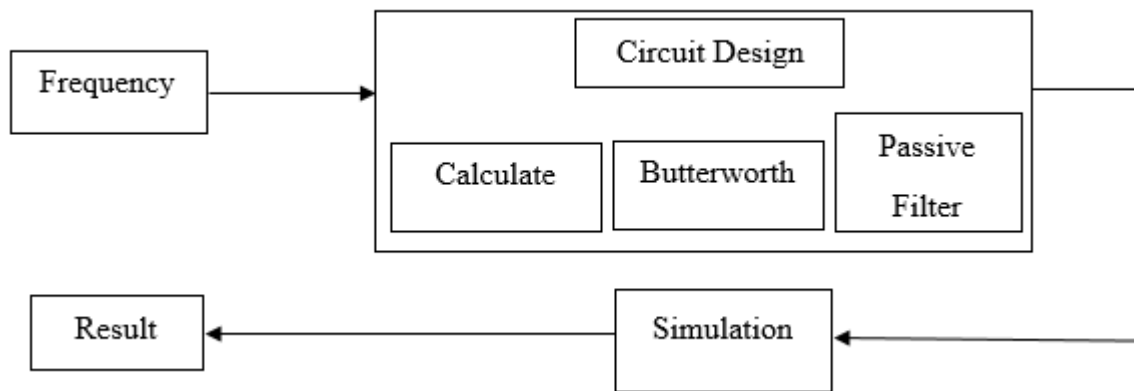 Circuit Design
Frequency
Calculate
Butterworth
Passive
Filter
Result
Simulation